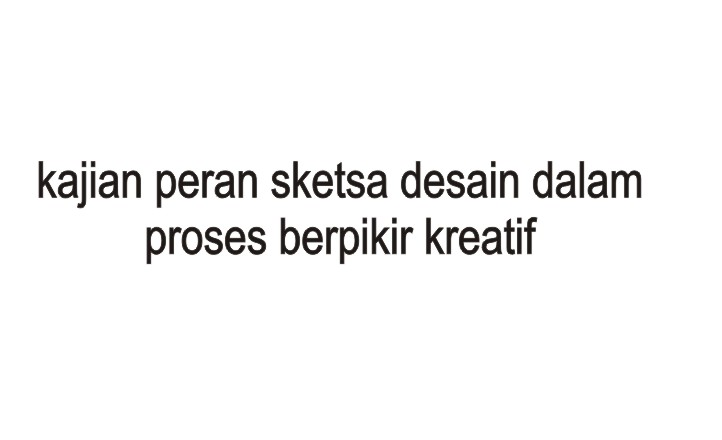 kajian peran sketsa desain dalam
proses berpikir kreatif